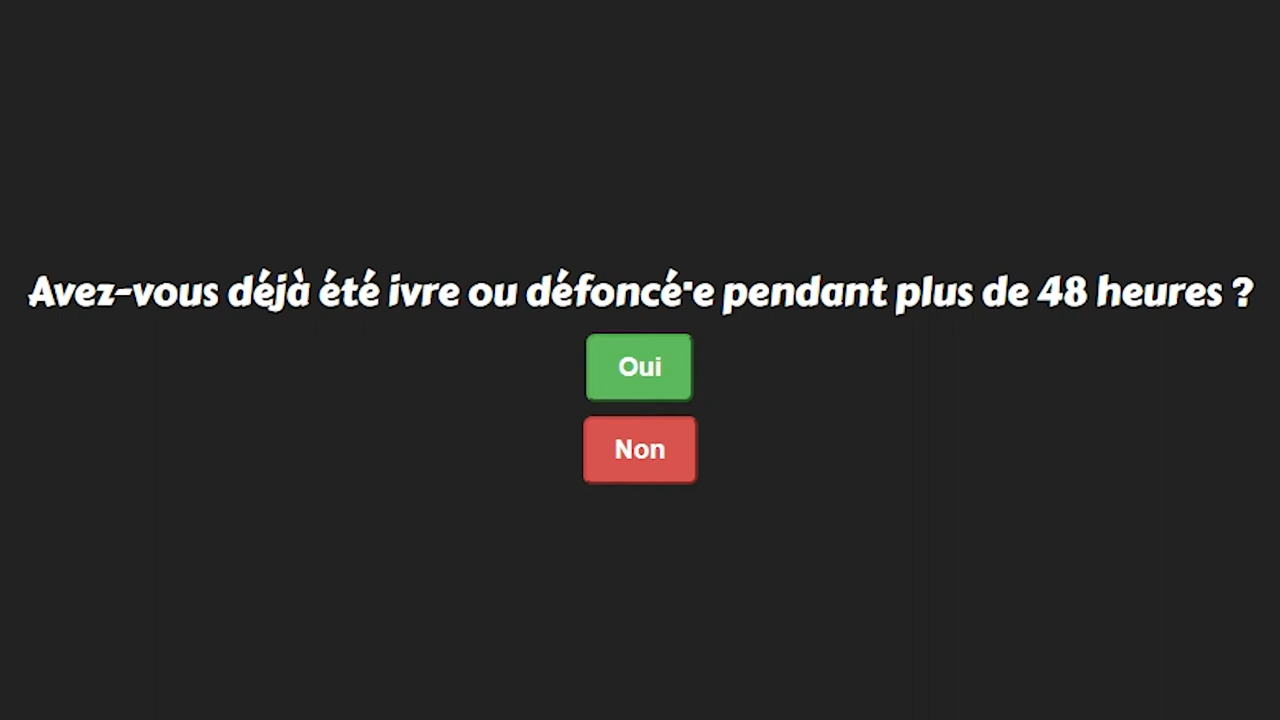 Avez-vous déjà été ivre ou défoncé·e pendant plus de 48 heures ?
Oui
Non